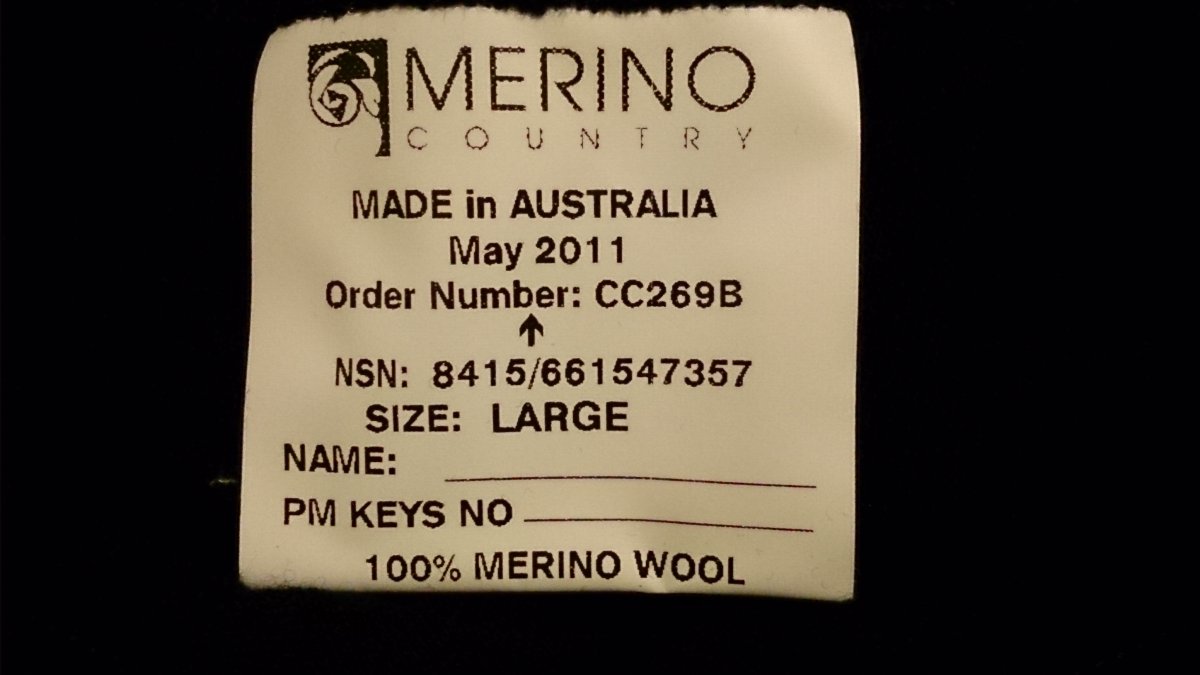 MERINO
COUNTRY
MADE in AUSTRALIA
May 2011
Order Number: CC269B
↑
NSN: 8415/661547357
SIZE: LARGE
NAME:
PM KEYS NO
100% MERINO WOOL